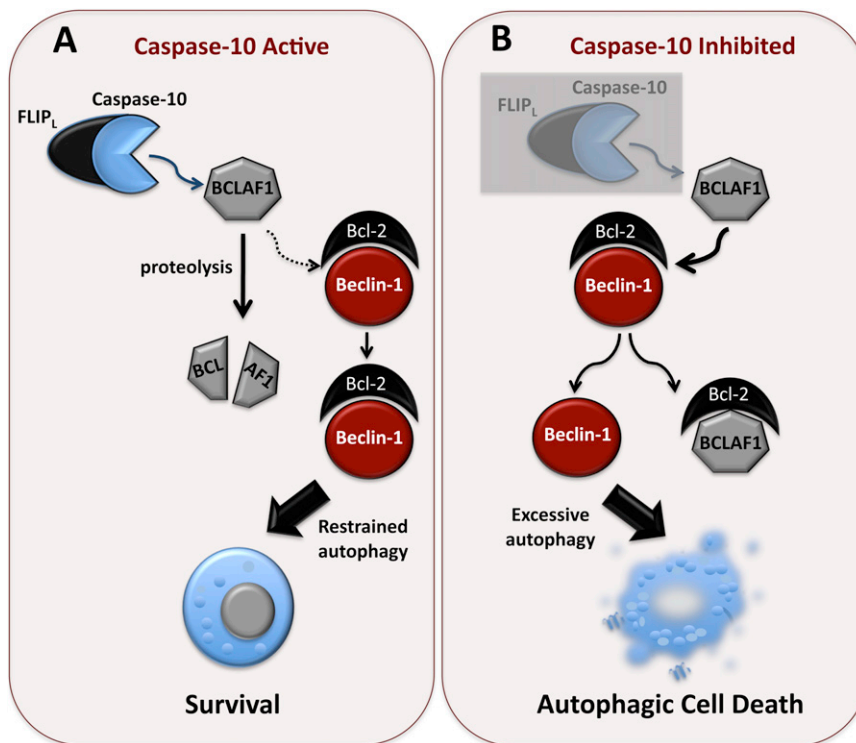 A
Caspase-10 Active
Caspase-10
FLIPL
BCLAF1
proteolysis
Bcl-2
Beclin-1
BCL
AF1
Bcl-2
Beclin-1
Restrained
autophagy
Survival
B
Caspase-10 Inhibited
Caspase-10
FLIPL
BCLAF1
Bcl-2
Beclin-1
Beclin-1
Bcl-2
BCLAF1
Excessive
autophagy
Autophagic Cell Death